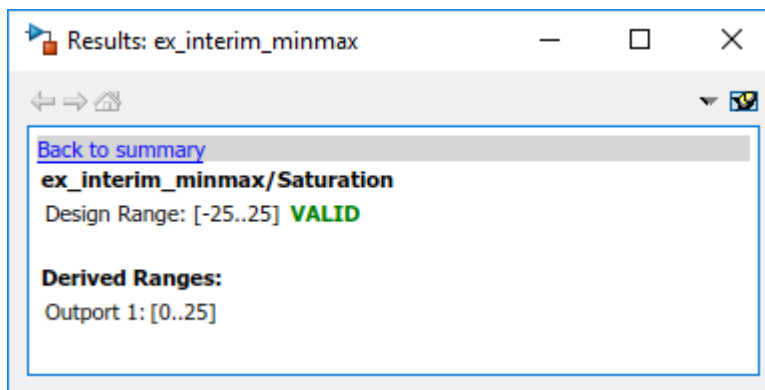 Results: ex_interim_minmax
Back to summary
ex_interim_minmax/Saturation
Design Range: [-25..25] VALID
Derived Ranges:
Outport 1: [0..25]